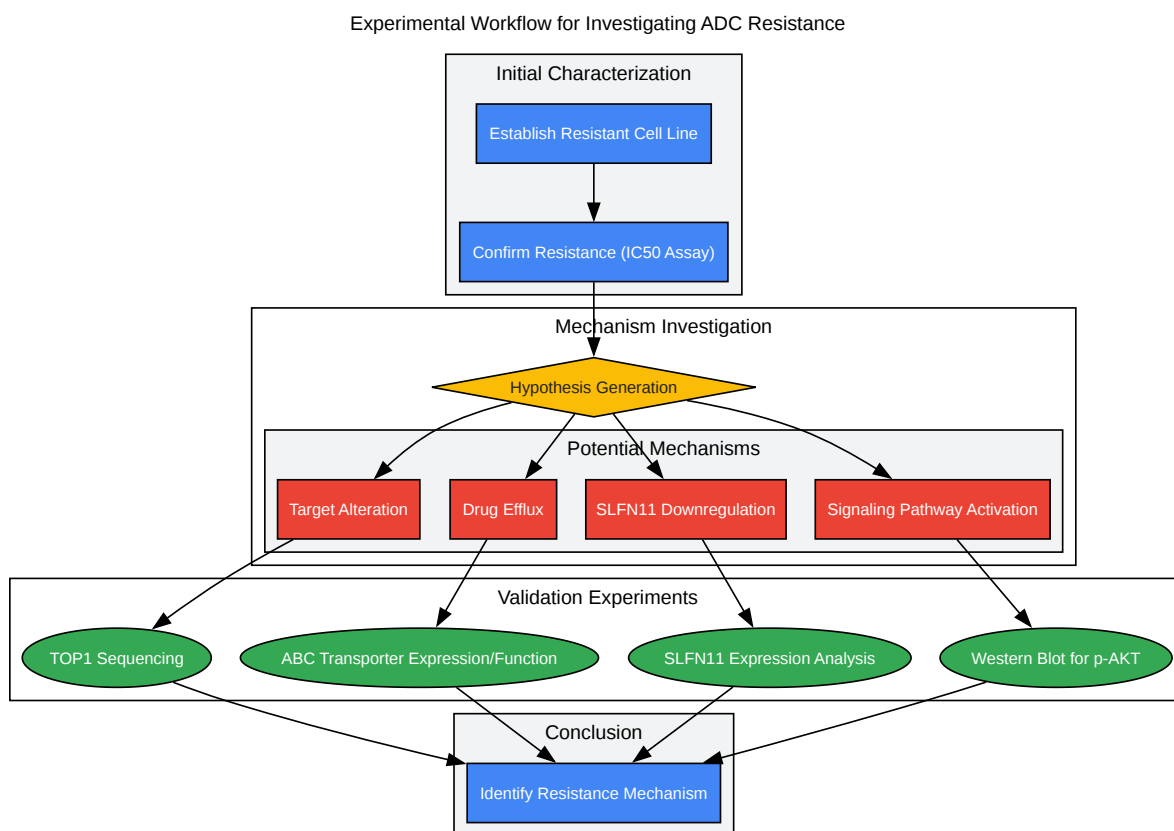 Experimental Workflow for Investigating ADC Resistance
Initial Characterization
Establish Resistant Cell Line
Confirm Resistance (IC50 Assay)
Mechanism Investigation
Hypothesis Generation
Potential Mechanisms
Target Alteration
Drug Efflux
SLFN11 Downregulation
Signaling Pathway Activation
Validation Experiments
TOP1 Sequencing
ABC Transporter Expression/Function
SLFN11 Expression Analysis
Western Blot for p-AKT
Conclusion
Identify Resistance Mechanism